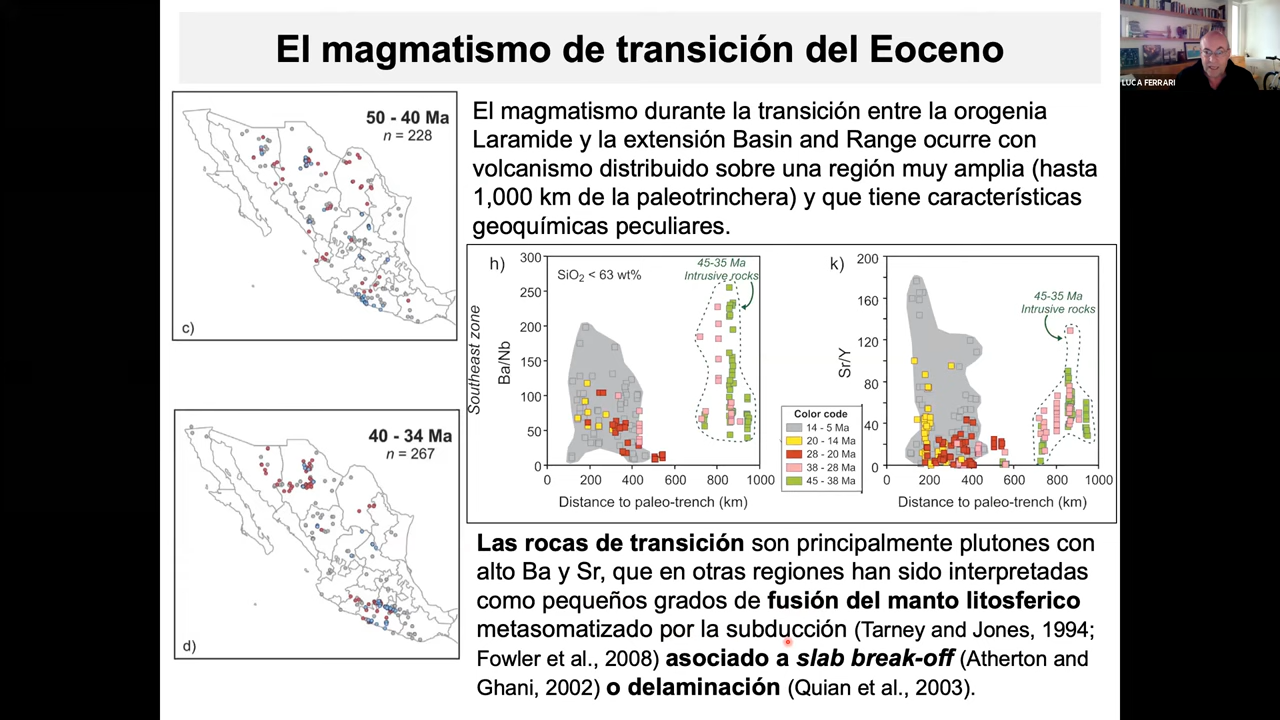 El magmatismo de transición del Eoceno
LUCA FERRARI
50 - 40 Ma
n = 228
c)
40 - 34 Ma
n = 267
d)
El magmatismo durante la transición entre la orogenia
Laramide y la extensión Basin and Range ocurre con
volcanismo distribuido sobre una región muy amplia (hasta
1,000 km de la paleotrinchera) y que tiene características
geoquímicas peculiares.
Southeast zone
h)
SiO2 < 63 wt%
45-35 Ma
Intrusive rocks
Ba/Nb
300
250
200
150
100
50
0
0 200 400 600 800 1000
Distance to paleo-trench (km)
Color code
14 - 5 Ma
20 - 14 Ma
28 - 20 Ma
38 - 28 Ma
45 - 38 Ma
k)
45-35 Ma
Intrusive rocks
Sr/Y
200
160
120
80
40
0
0 200 400 600 800 1000
Distance to paleo-trench (km)
Las rocas de transición son principalmente plutones con
alto Ba y Sr, que en otras regiones han sido interpretadas
como pequeños grados de fusión del manto litosferico
metasomatizado por la subducción (Tarney and Jones, 1994;
Fowler et al., 2008) asociado a slab break-off (Atherton and
Ghani, 2002) o delaminación (Quian et al., 2003).